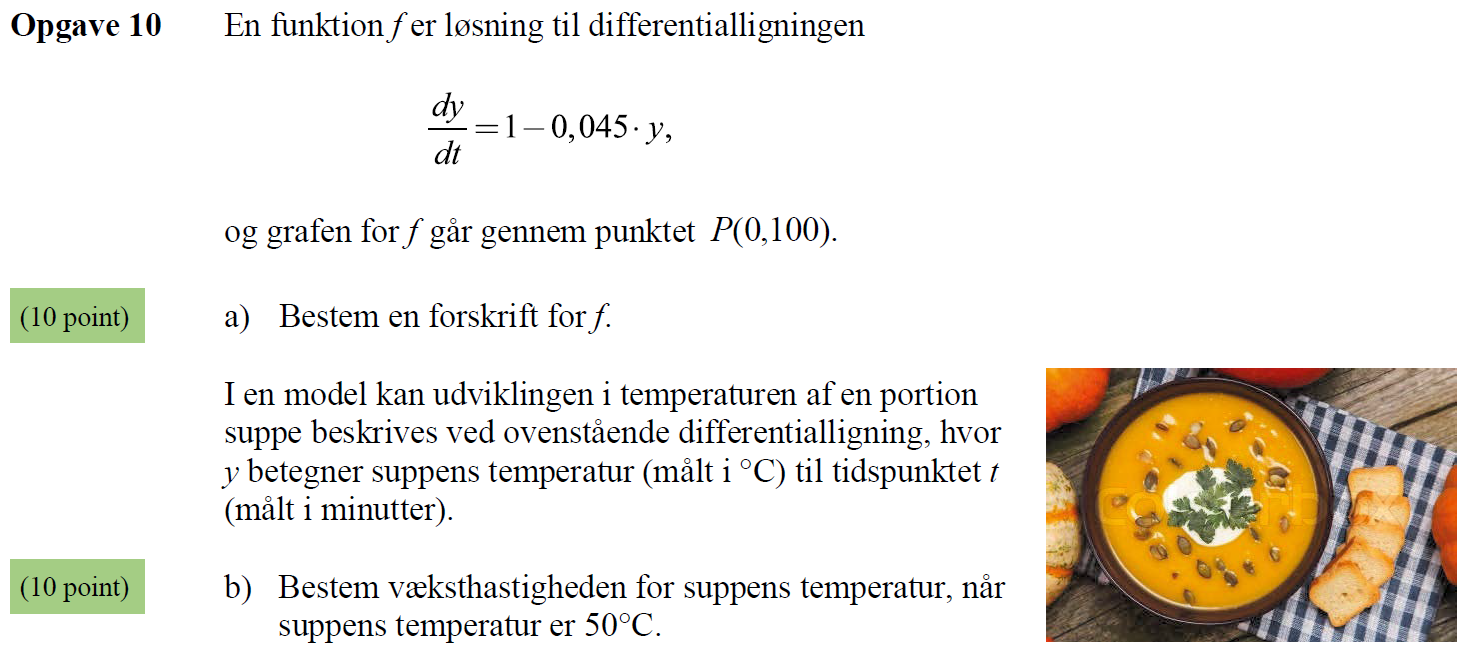 Opgave 10 En funktion f er løsning til differentialligningen
dy/dt = 1 − 0,045 · y,
og grafen for f går gennem punktet P(0,100).
(10 point) a) Bestem en forskrift for f.
I en model kan udviklingen i temperaturen af en portion
suppe beskrives ved ovenstående differentialligning, hvor
y betegner suppens temperatur (målt i °C) til tidspunktet t
(målt i minutter).
(10 point) b) Bestem væksthastigheden for suppens temperatur, når
suppens temperatur er 50°C.